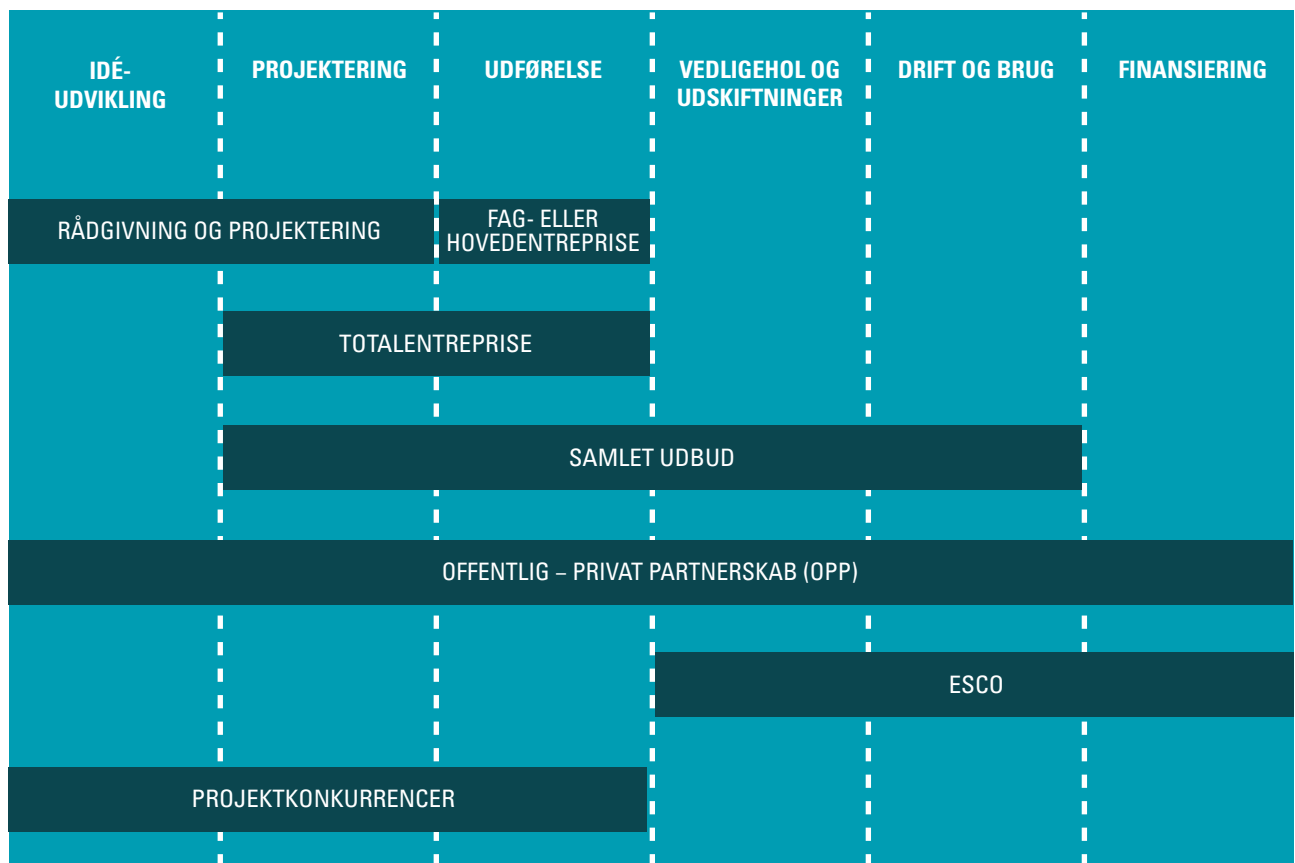 IDÉ-
UDVIKLING
PROJEKTERING
UDFØRELSE
VEDLIGEHOL OG
UDSKIFTNINGER
DRIFT OG BRUG
FINANSIERING
RÅDGIVNING OG PROJEKTERING
FAG- ELLER
HOVEDENTREPRISE
TOTALENTREPRISE
SAMLET UDBUD
OFFENTLIG – PRIVAT PARTNERSKAB (OPP)
ESCO
PROJEKTKONKURRENCER